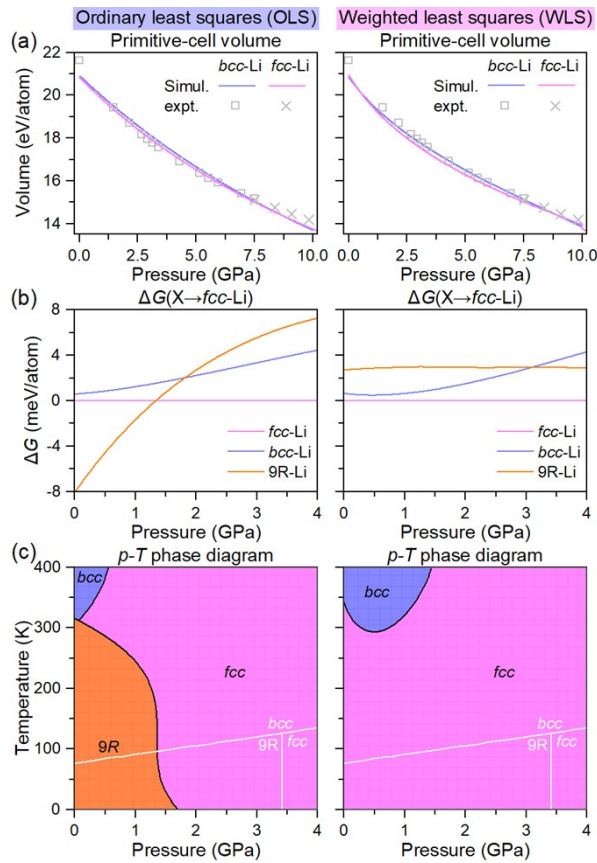 Ordinary least squares (OLS) Weighted least squares (WLS)
(a) Primitive-cell volume Primitive-cell volume
22
20
18
16
14
Volume (eV/atom)
bcc-Li fcc-Li
Simul.
expt.
bcc-Li fcc-Li
Simul.
expt.
0.0 2.5 5.0 7.5 10.0 0.0 2.5 5.0 7.5 10.0
Pressure (GPa) Pressure (GPa)
(b) ΔG(X→fcc-Li) ΔG(X→fcc-Li)
8
4
0
-4
-8
ΔG (meV/atom)
fcc-Li
bcc-Li
9R-Li
fcc-Li
bcc-Li
9R-Li
0 1 2 3 4 0 1 2 3 4
Pressure (GPa) Pressure (GPa)
(c) p-T phase diagram p-T phase diagram
400
300
200
100
0
Temperature (K)
bcc
fcc
9R
bcc
9R fcc
bcc
fcc
bcc
9R fcc
0 1 2 3 4 0 1 2 3 4
Pressure (GPa) Pressure (GPa)